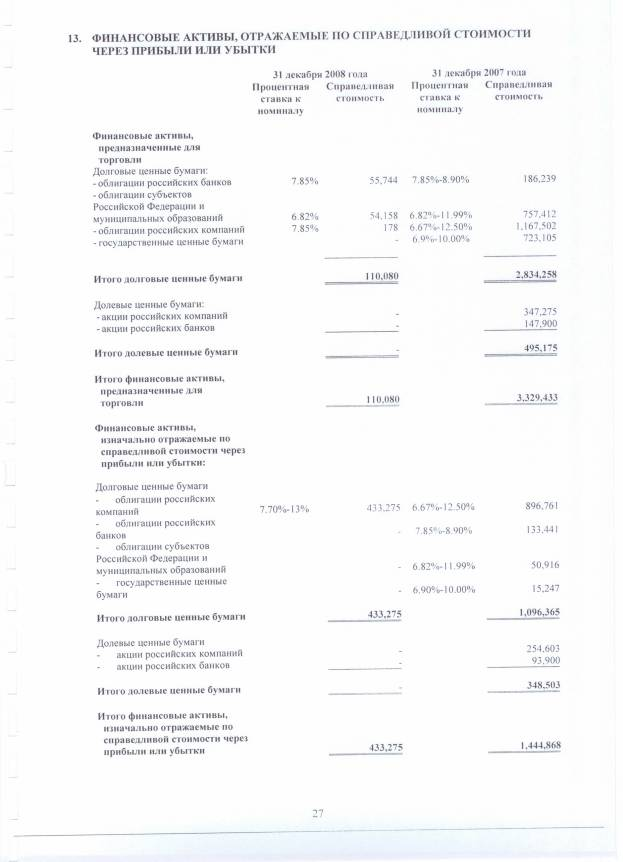 13. ФИНАНСОВЫЕ АКТИВЫ, ОТРАЖАЕМЫЕ ПО СПРАВЕДЛИВОЙ СТОИМОСТИ
ЧЕРЕЗ ПРИБЫЛИ ИЛИ УБЫТКИ
31 декабря 2008 года 31 декабря 2007 года
Процентная Справедливая Процентная Справедливая
ставка к стоимость ставка к стоимость
номиналу номиналу
Финансовые активы,
предназначенные для
торговли
Долговые ценные бумаги:
- облигации российских банков 7.85% 55,744 7.85%-8.90% 186,239
- облигации субъектов
Российской Федерации и
муниципальных образований 6.82% 54,158 6.82%-11.99% 757,412
- облигации российских компаний 7.85% 178 6.67%-12.50% 1,167,502
- государственные ценные бумаги - 6.9%-10.00% 723,105
Итого долговые ценные бумаги 110,080 2,834,258
Долевые ценные бумаги:
- акции российских компаний - 347,275
- акции российских банков - 147,900
Итого долевые ценные бумаги - 495,175
Итого финансовые активы,
предназначенные для
торговли 110,080 3,329,433
Финансовые активы,
изначально отражаемые по
справедливой стоимости через
прибыли или убытки:
Долговые ценные бумаги
- облигации российских
компаний 7.70%-13% 433,275 6.67%-12.50% 896,761
- облигации российских
банков - 7.85%-8.90% 133,441
- облигации субъектов
Российской Федерации и
муниципальных образований - 6.82%-11.99% 50,916
- государственные ценные
бумаги - 6.90%-10.00% 15,247
Итого долговые ценные бумаги 433,275 1,096,365
Долевые ценные бумаги
- акции российских компаний - 254,603
- акции российских банков - 93,900
Итого долевые ценные бумаги - 348,503
Итого финансовые активы,
изначально отражаемые по
справедливой стоимости через
прибыли или убытки 433,275 1,444,868
27